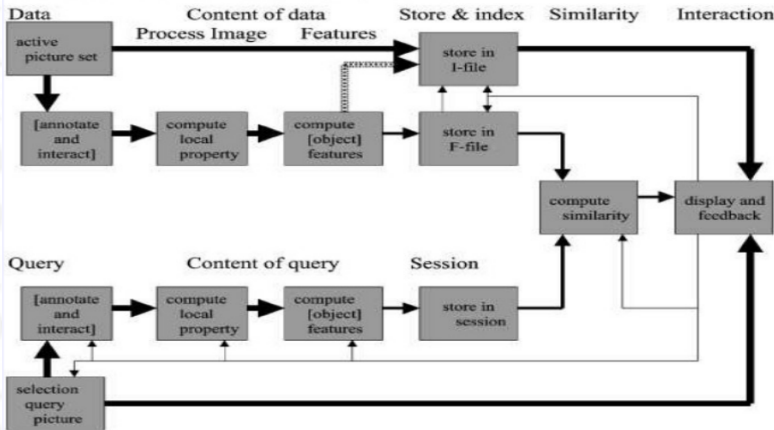 Data
Content of data
Store & index
Similarity
Interaction
Process Image
Features
active
picture set
store in
I-file
[annotate
and
interact]
compute
local
property
compute
[object]
features
store in
F-file
compute
similarity
display and
feedback
Query
Content of query
Session
[annotate
and
interact]
compute
local
property
compute
[object]
features
store in
session
selection
query
picture